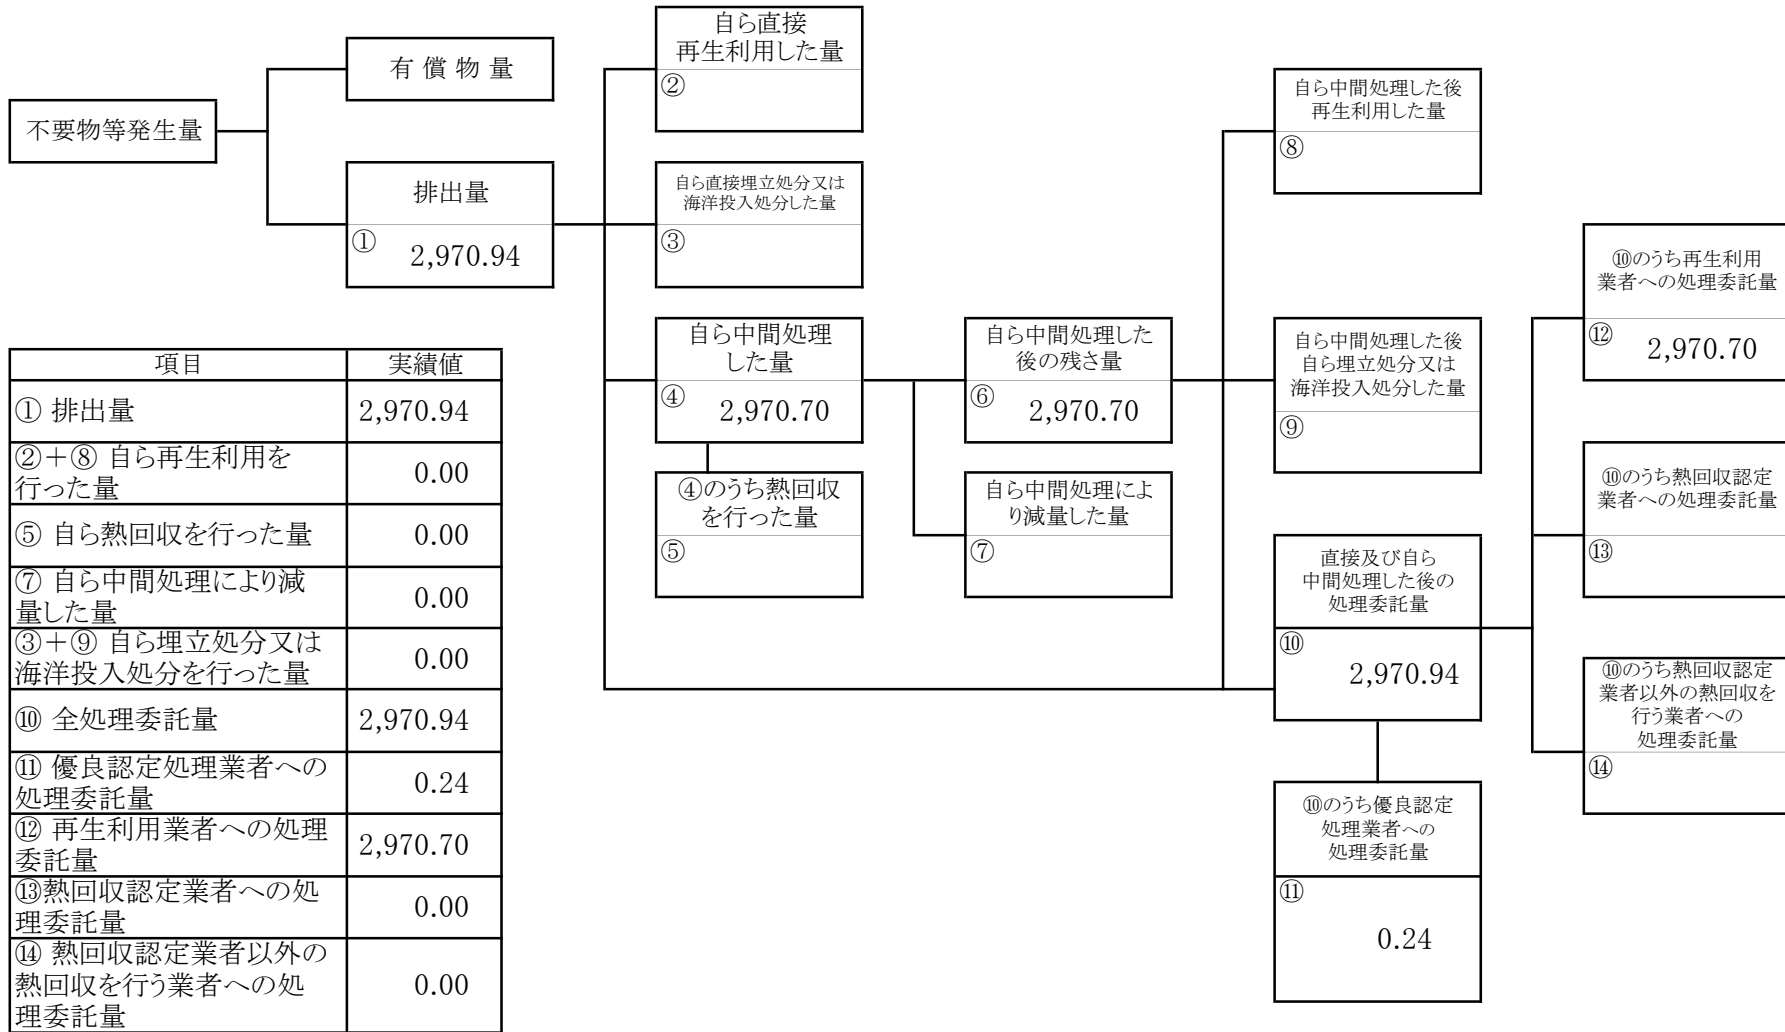 不要物等発生量
有償物量
排出量
①
2,970.94
自ら直接
再生利用した量
②
自ら直接埋立処分又は
海洋投入処分した量
③
自ら中間処理
した量
④
2,970.70
④のうち熱回収
を行った量
⑤
自ら中間処理した
後の残さ量
⑥
2,970.70
自ら中間処理によ
り減量した量
⑦
自ら中間処理した後
再生利用した量
⑧
自ら中間処理した後
自ら埋立処分又は
海洋投入処分した量
⑨
直接及び自ら
中間処理した後の
処理委託量
⑩
2,970.94
⑩のうち優良認定
処理業者への
処理委託量
⑪
0.24
⑩のうち再生利用
業者への処理委託量
⑫
2,970.70
⑩のうち熱回収認定
業者への処理委託量
⑬
⑩のうち熱回収認定
業者以外の熱回収を
行う業者への
処理委託量
⑭
項目 実績値
① 排出量 2,970.94
②＋⑧ 自ら再生利用を
行った量 0.00
⑤ 自ら熱回収を行った量 0.00
⑦ 自ら中間処理により減
量した量 0.00
③＋⑨ 自ら埋立処分又は
海洋投入処分を行った量 0.00
⑩ 全処理委託量 2,970.94
⑪ 優良認定処理業者への
処理委託量 0.24
⑫ 再生利用業者への処理
委託量 2,970.70
⑬熱回収認定業者への処
理委託量 0.00
⑭ 熱回収認定業者以外の
熱回収を行う業者への処
理委託量 0.00